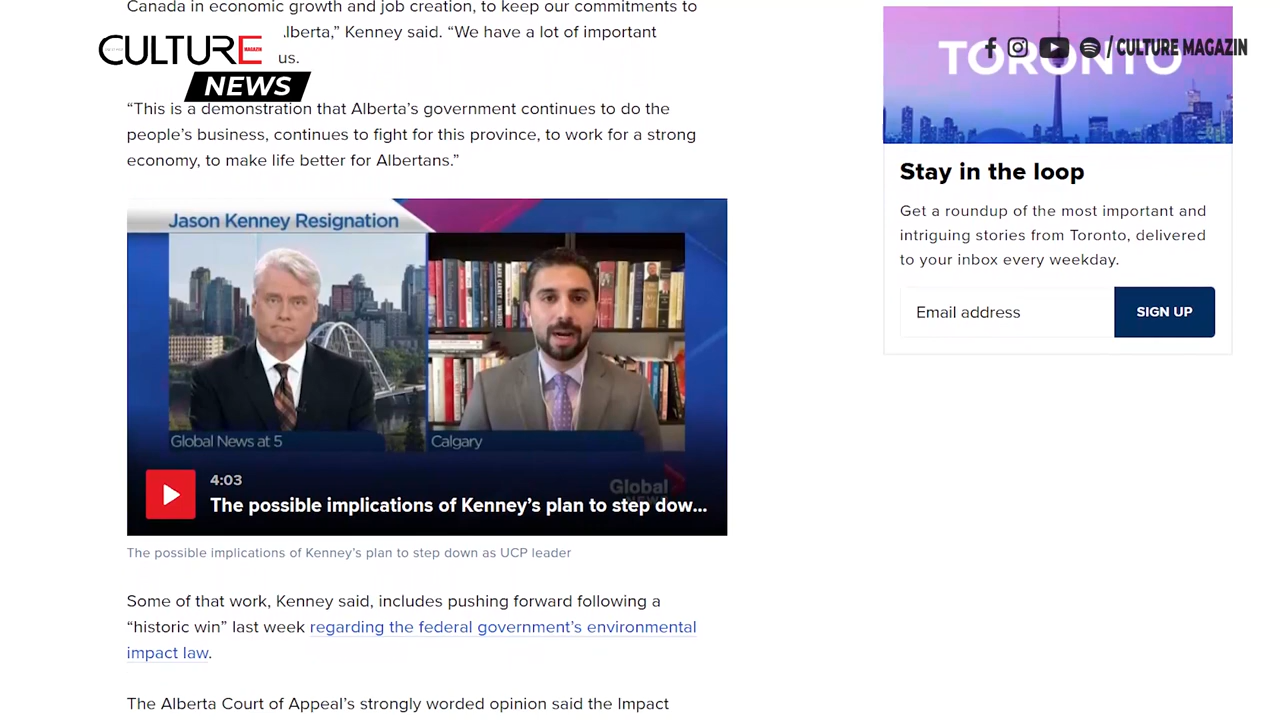 Canada in economic growth and job creation, to keep our commitments to
lberta,” Kenney said. “We have a lot of important
us.
CULTURE
MAGAZIN
NEWS
“This is a demonstration that Alberta’s government continues to do the
people’s business, continues to fight for this province, to work for a strong
economy, to make life better for Albertans.”
Jason Kenney Resignation
Global News at 5
Calgary
Global
NEWS
4:03
The possible implications of Kenney’s plan to step dow...
The possible implications of Kenney’s plan to step down as UCP leader
Some of that work, Kenney said, includes pushing forward following a
“historic win” last week regarding the federal government’s environmental
impact law.
The Alberta Court of Appeal’s strongly worded opinion said the Impact
TORONTO
/ CULTURE MAGAZIN
Stay in the loop
Get a roundup of the most important and
intriguing stories from Toronto, delivered
to your inbox every weekday.
Email address
SIGN UP